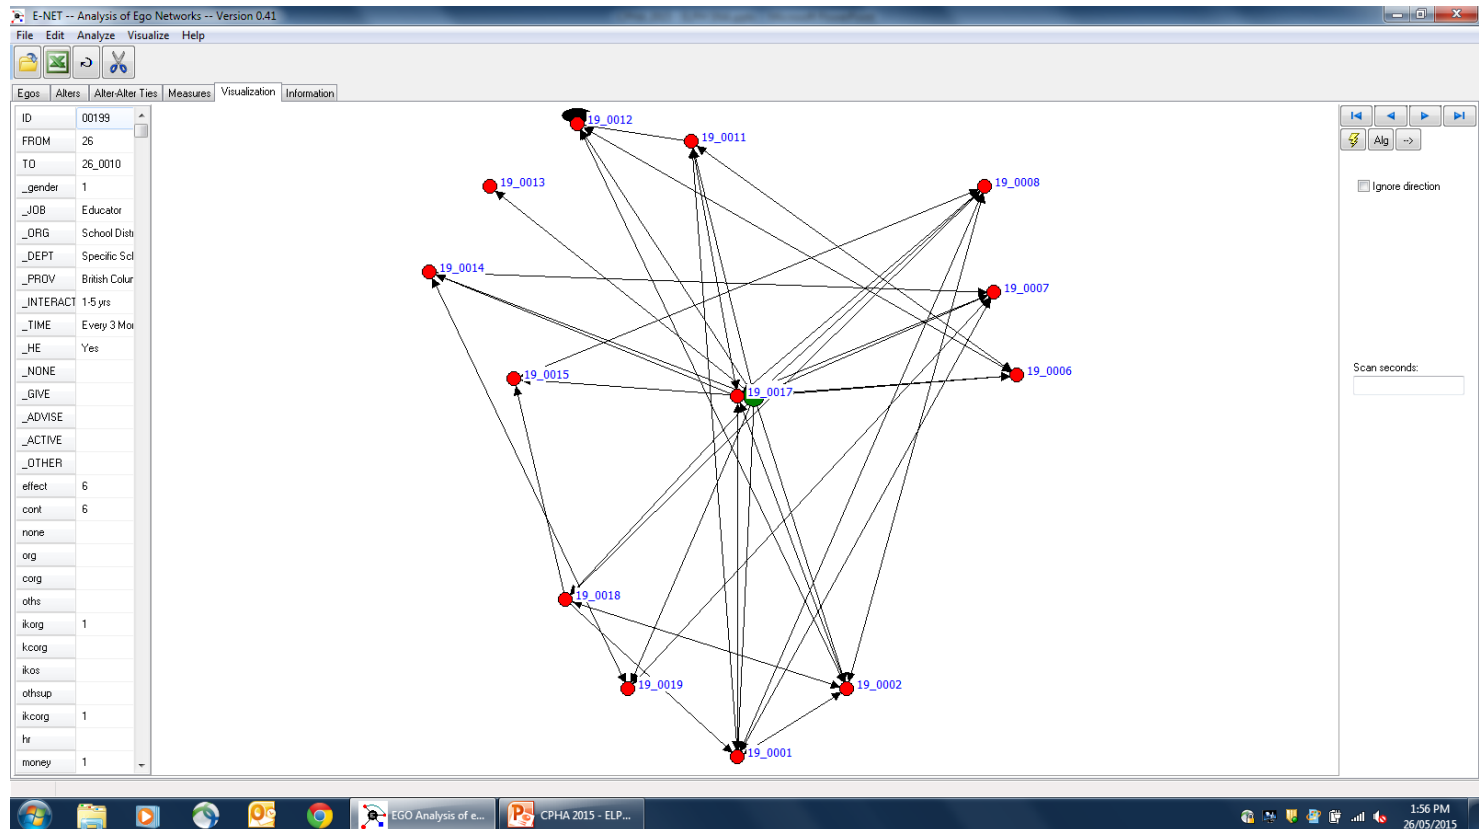 E-NET -- Analysis of Ego Networks -- Version 0.41
File Edit Analyze Visualize Help
Egos Alters Alter-Alter Ties Measures Visualization Information
ID 00199
FROM 26
TO 26_0010
_gender 1
_JOB Educator
_ORG School Distr
_DEPT Specific Scl
_PROV British Colur
_INTERACT 1-5 yrs
_TIME Every 3 Mor
_HE Yes
_NONE
_GIVE
_ADVISE
_ACTIVE
_OTHER
effect 6
cont 6
none
org
corg
oths
ikorg 1
kcorg
ikos
othsup
ikcorg 1
hr
money 1
19_0012
19_0011
19_0013
19_0008
19_0014
19_0007
19_0015
19_0006
19_0017
19_0018
19_0019
19_0002
19_0001
Alg -->
Ignore direction
Scan seconds:
EGO Analysis of e...
CPHA 2015 - ELP...
1:56 PM
26/05/2015